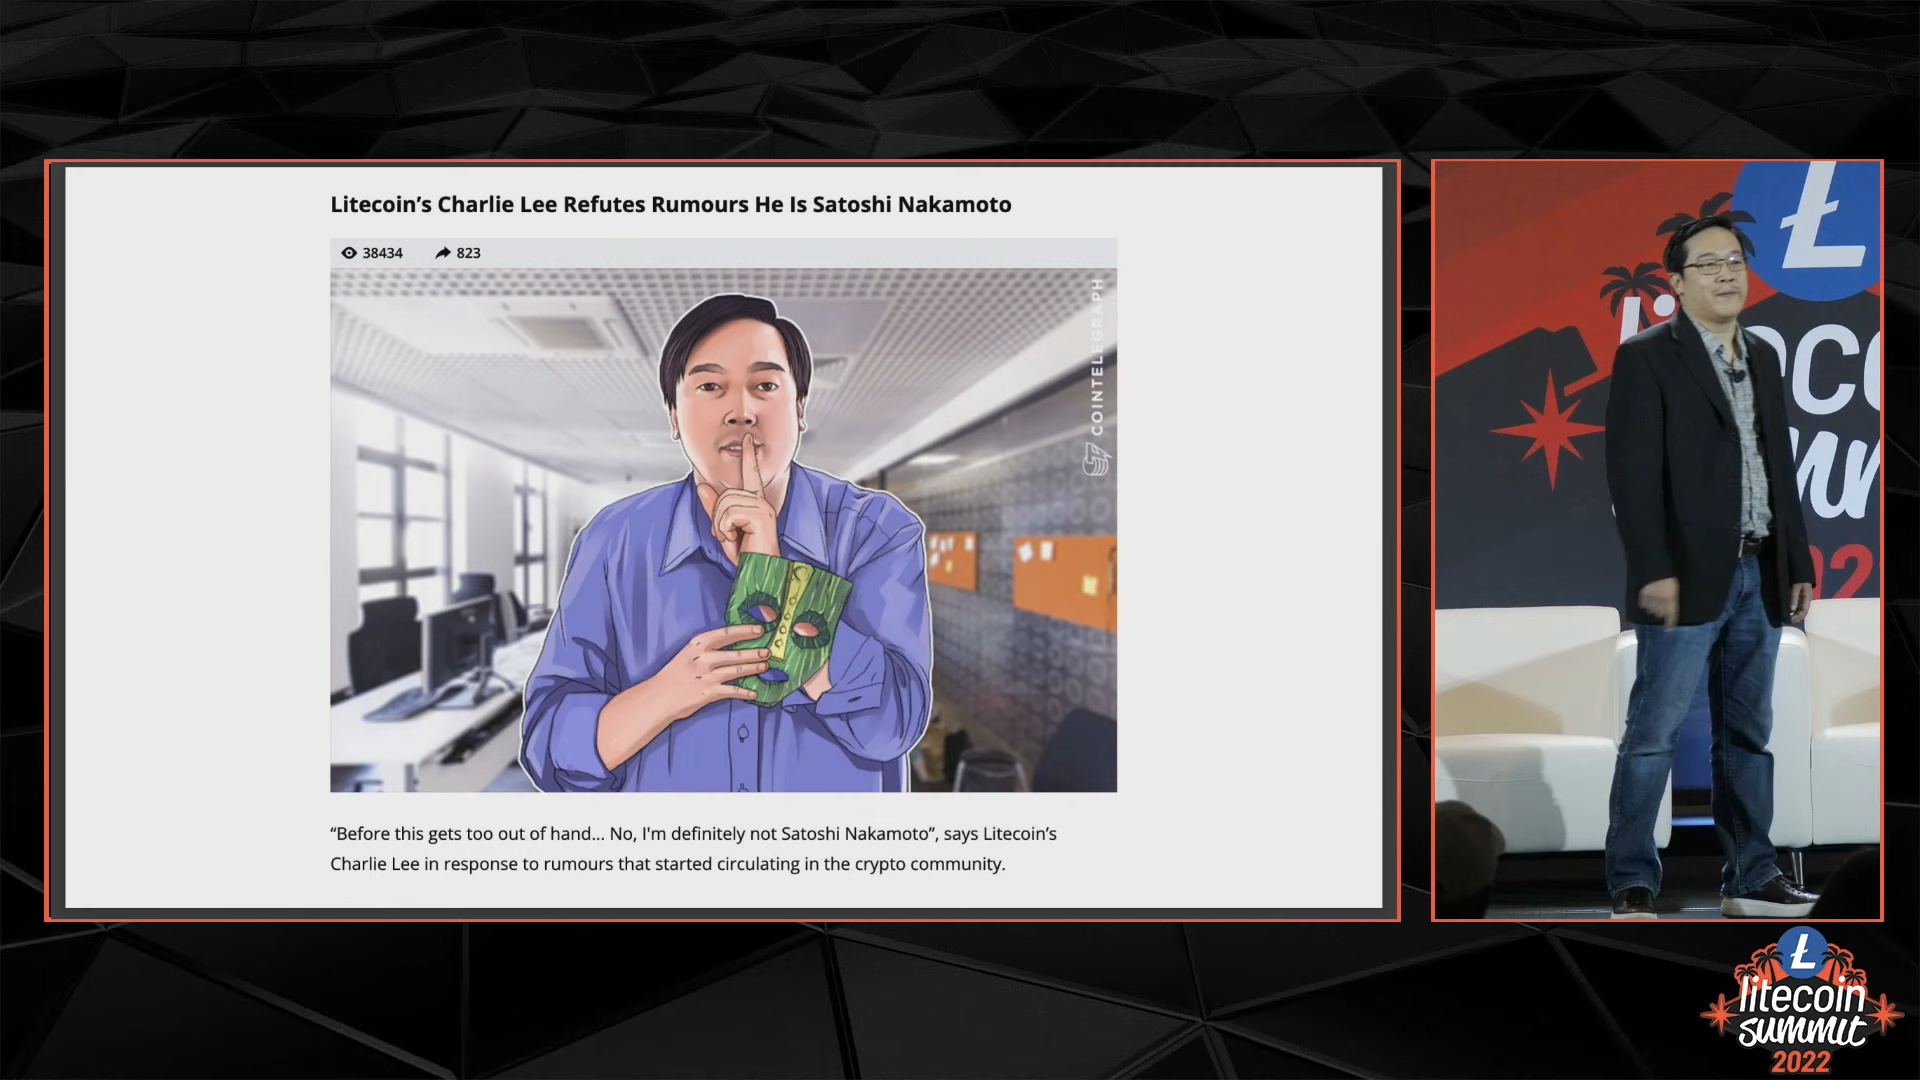 Litecoin’s Charlie Lee Refutes Rumours He Is Satoshi Nakamoto
38434 823
COINTELEGRAPH
“Before this gets too out of hand... No, I'm definitely not Satoshi Nakamoto”, says Litecoin’s
Charlie Lee in response to rumours that started circulating in the crypto community.
litecoin
summit
2022